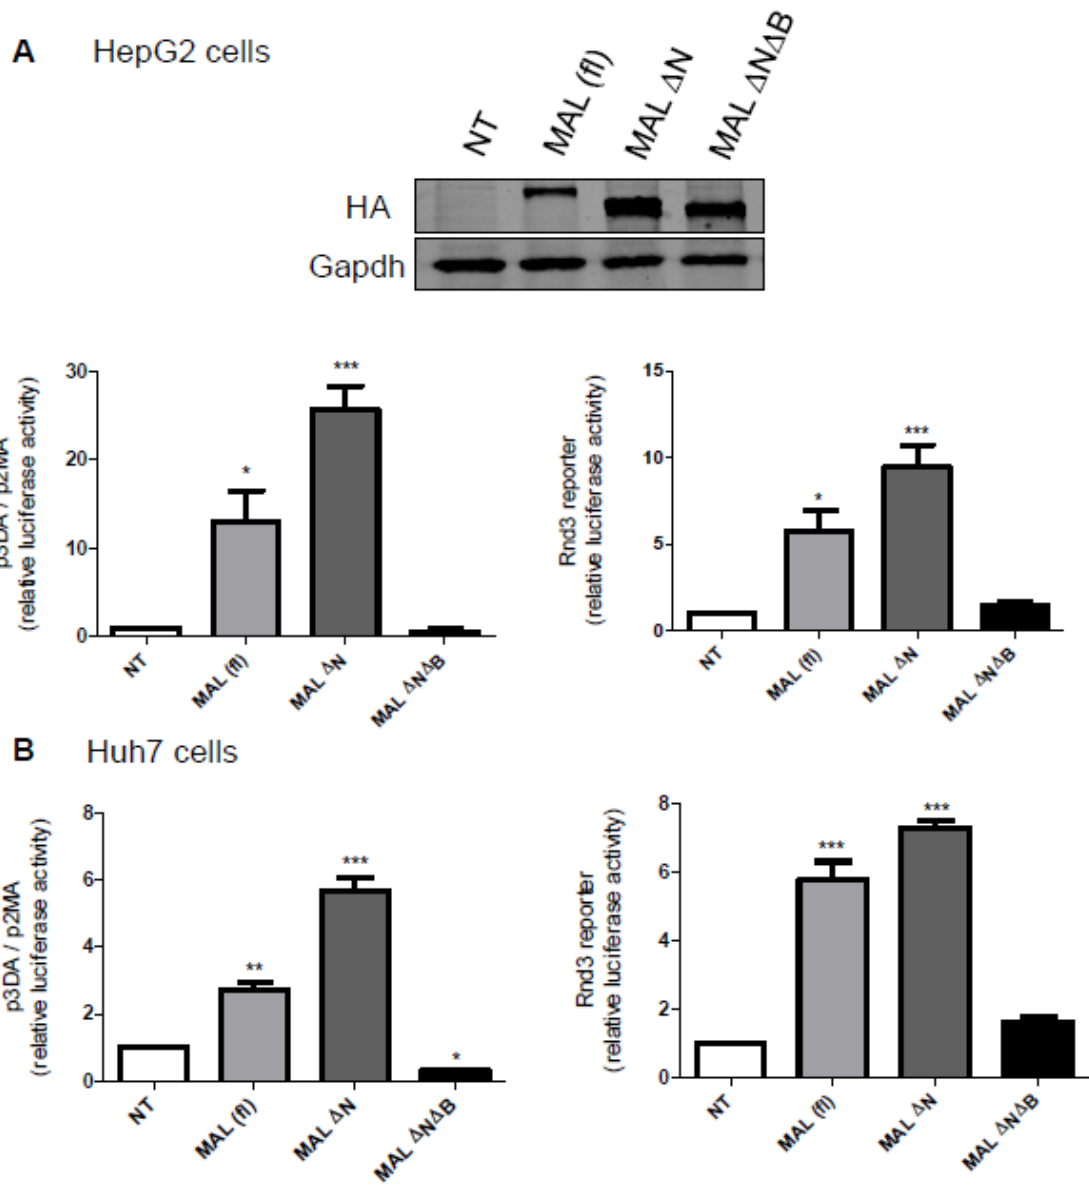 A HepG2 cells
NT
MAL (fl)
MAL ΔN
MAL ΔNΔB
HA
Gapdh
p3DA / p2MA
(relative luciferase activity)
30
20
10
0
*
***
NT
MAL (fl)
MAL ΔN
MAL ΔNΔB
Rnd3 reporter
(relative luciferase activity)
15
10
5
0
*
***
NT
MAL (fl)
MAL ΔN
MAL ΔNΔB
B Huh7 cells
p3DA / p2MA
(relative luciferase activity)
8
6
4
2
0
**
***
*
NT
MAL (fl)
MAL ΔN
MAL ΔNΔB
Rnd3 reporter
(relative luciferase activity)
8
6
4
2
0
***
***
NT
MAL (fl)
MAL ΔN
MAL ΔNΔB